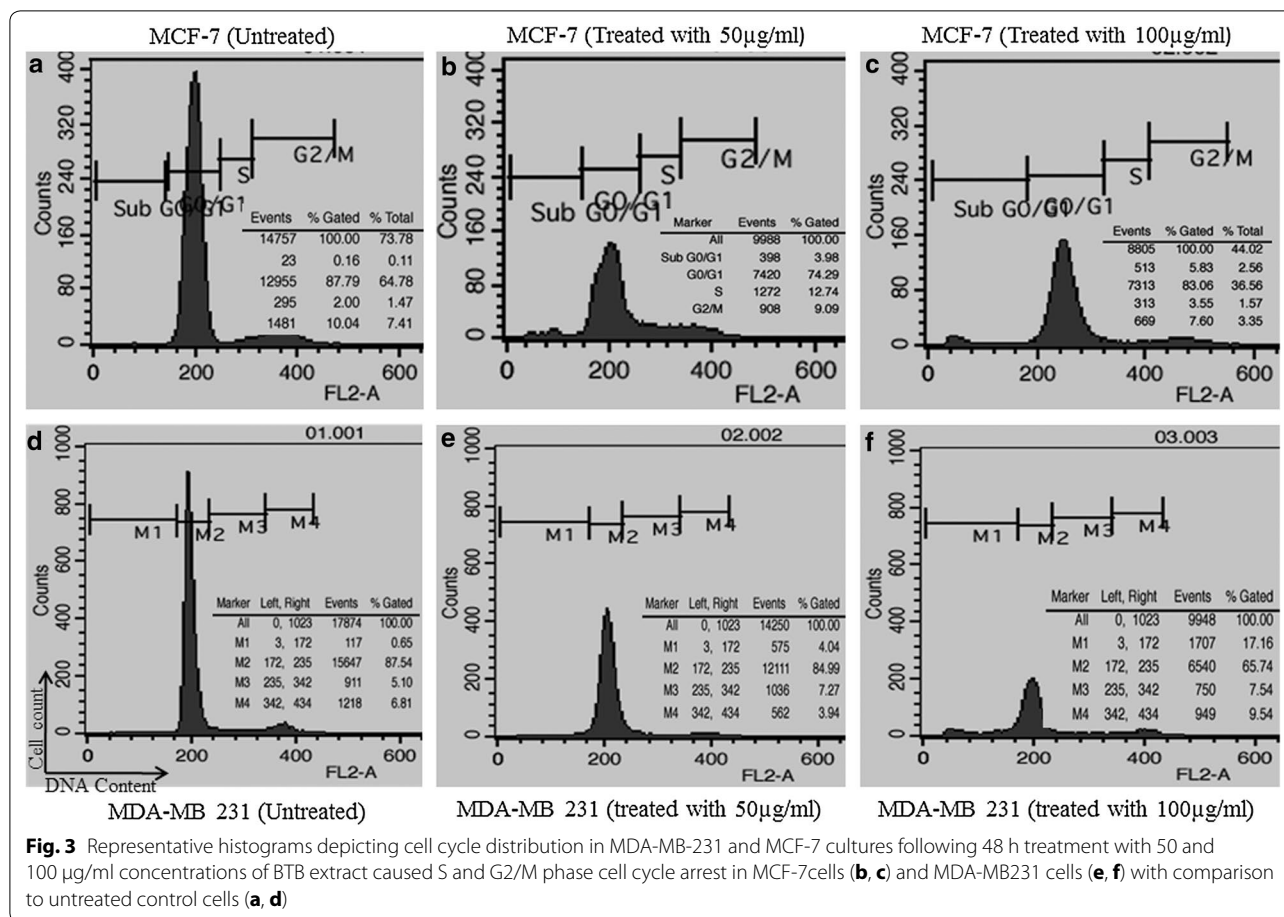 MCF-7 (Untreated)
MCF-7 (Treated with 50µg/ml)
MCF-7 (Treated with 100µg/ml)
a
400
320
240
160
80
0
Counts
Sub G0/G1
G0/G1
S
G2/M
Events % Gated % Total
14757 100.00 73.78
23 0.16 0.11
12955 87.79 64.78
295 2.00 1.47
1481 10.04 7.41
0 200 400 600
FL2-A
b
400
320
240
160
80
0
Counts
Sub G0/G1
G0/G1
S
G2/M
Marker Events % Gated
All 9988 100.00
Sub G0/G1 398 3.98
G0/G1 7420 74.29
S 1272 12.74
G2/M 908 9.09
0 200 400 600
FL2-A
c
400
320
240
160
80
0
Counts
Sub G0/G1
G0/G1
S
G2/M
Events % Gated % Total
8805 100.00 44.02
513 5.83 2.56
7313 83.06 36.56
313 3.55 1.57
669 7.60 3.35
0 200 400 600
FL2-A
d
01.001
1000
800
600
400
200
0
Counts
M1 M2 M3 M4
Marker Left, Right Events % Gated
All 0, 1023 17874 100.00
M1 3, 172 117 0.65
M2 172, 235 15647 87.54
M3 235, 342 911 5.10
M4 342, 434 1218 6.81
0 200 400 600
FL2-A
Cell count
DNA Content
e
02.002
1000
800
600
400
200
0
Counts
M1 M2 M3 M4
Marker Left, Right Events % Gated
All 0, 1023 14250 100.00
M1 3, 172 575 4.04
M2 172, 235 12111 84.99
M3 235, 342 1036 7.27
M4 342, 434 562 3.94
0 200 400 600
FL2-A
f
03.003
1000
800
600
400
200
0
Counts
M1 M2 M3 M4
Marker Left, Right Events % Gated
All 0, 1023 9948 100.00
M1 3, 172 1707 17.16
M2 172, 235 6540 65.74
M3 235, 342 750 7.54
M4 342, 434 949 9.54
0 200 400 600
FL2-A
MDA-MB 231 (Untreated)
MDA-MB 231 (treated with 50µg/ml)
MDA-MB 231 (treated with 100µg/ml)
Fig. 3 Representative histograms depicting cell cycle distribution in MDA-MB-231 and MCF-7 cultures following 48 h treatment with 50 and
100 µg/ml concentrations of BTB extract caused S and G2/M phase cell cycle arrest in MCF-7cells (b, c) and MDA-MB231 cells (e, f) with comparison
to untreated control cells (a, d)